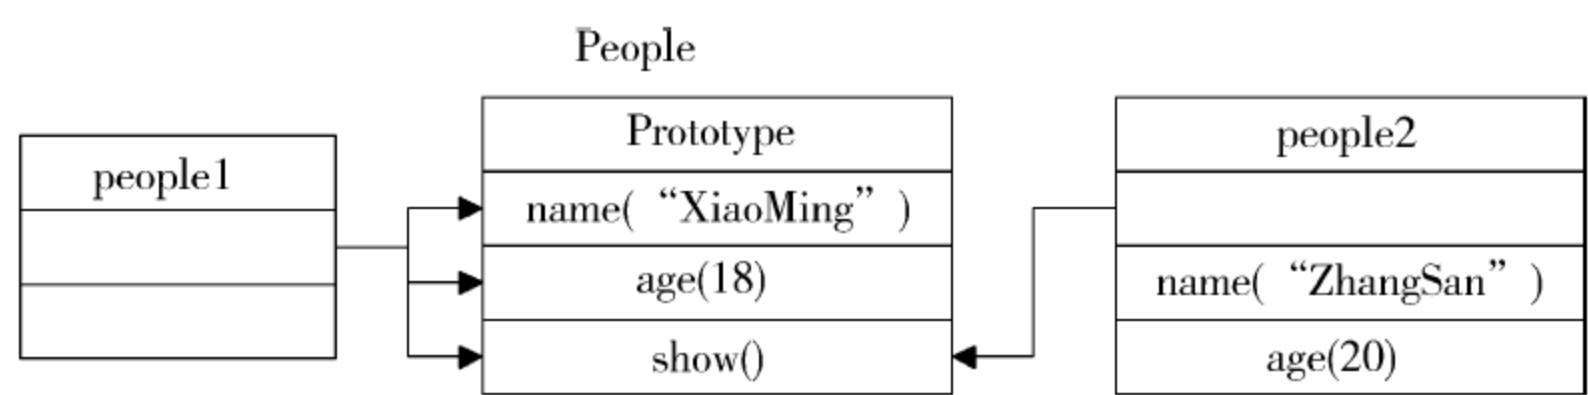 People
people1
Prototype
name( “XiaoMing” )
age(18)
show()
people2
name( “ZhangSan” )
age(20)